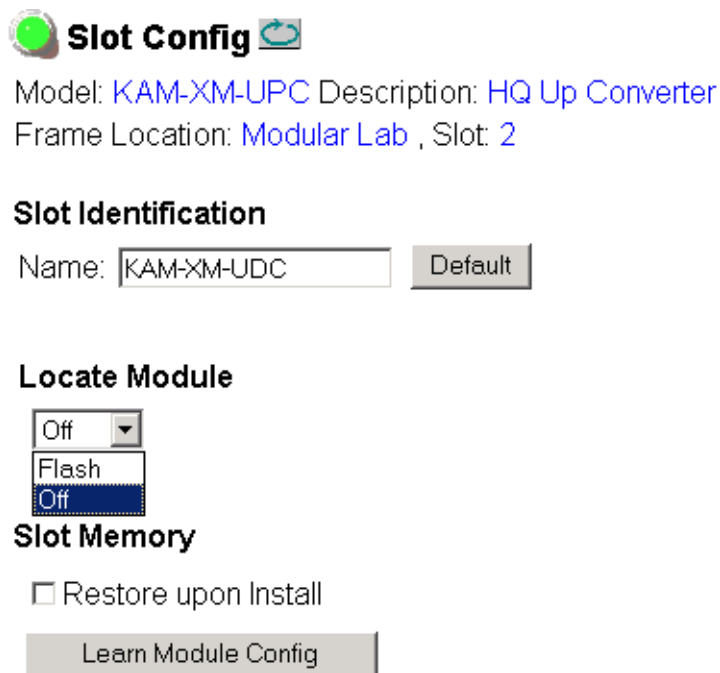 Slot Config
Model: KAM-XM-UPC Description: HQ Up Converter
Frame Location: Modular Lab , Slot: 2
Slot Identification
Name: KAM-XM-UDC Default
Locate Module
Off
Flash
Off
Slot Memory
Restore upon Install
Learn Module Config